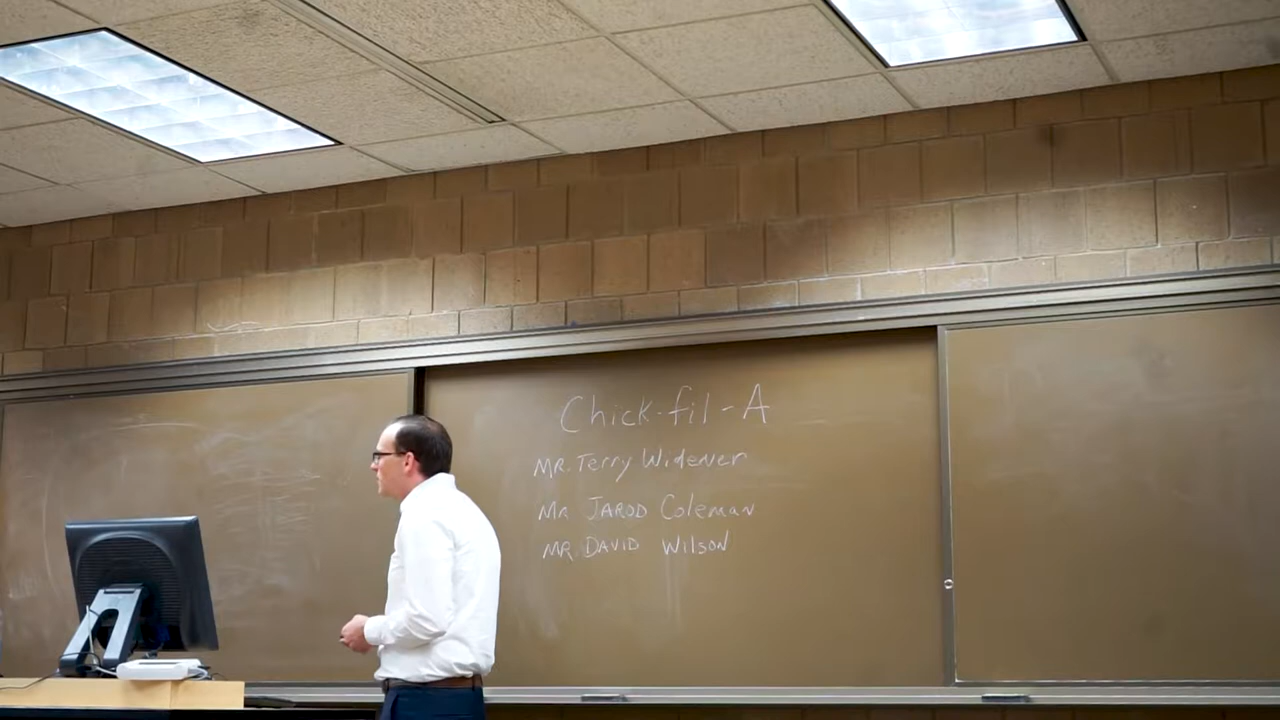 Chick-fil-A
MR. Terry Widener
MR JAROD Coleman
MR. DAVID WILSON